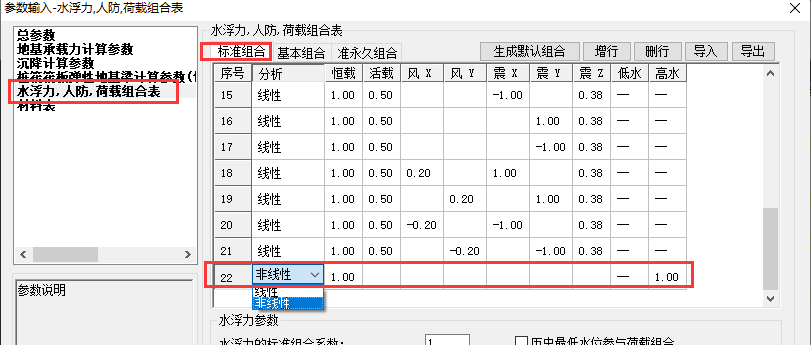 参数输入-水浮力,人防,荷载组合表
总参数
地基承载力计算参数
沉降计算参数
桩筏筏板弹性地基梁计算参数(
水浮力,人防,荷载组合表
材料表
参数说明
水浮力,人防,荷载组合表
标准组合 基本组合 准永久组合 生成默认组合 增行 删行 导入 导出
序号 分析 恒载 活载 风 X 风 Y 震 X 震 Y 震 Z 低水 高水
15 线性 1.00 0.50 -1.00 0.38 — —
16 线性 1.00 0.50 1.00 0.38 — —
17 线性 1.00 0.50 -1.00 0.38 — —
18 线性 1.00 0.50 0.20 1.00 0.38 — —
19 线性 1.00 0.50 0.20 1.00 0.38 — —
20 线性 1.00 0.50 -0.20 -1.00 0.38 — —
21 线性 1.00 0.50 -0.20 -1.00 0.38 — —
22 非线性 1.00 — 1.00
线性
非线性
水浮力参数
水浮力的标准组合系数: 1 历史最低水位参与荷载组合